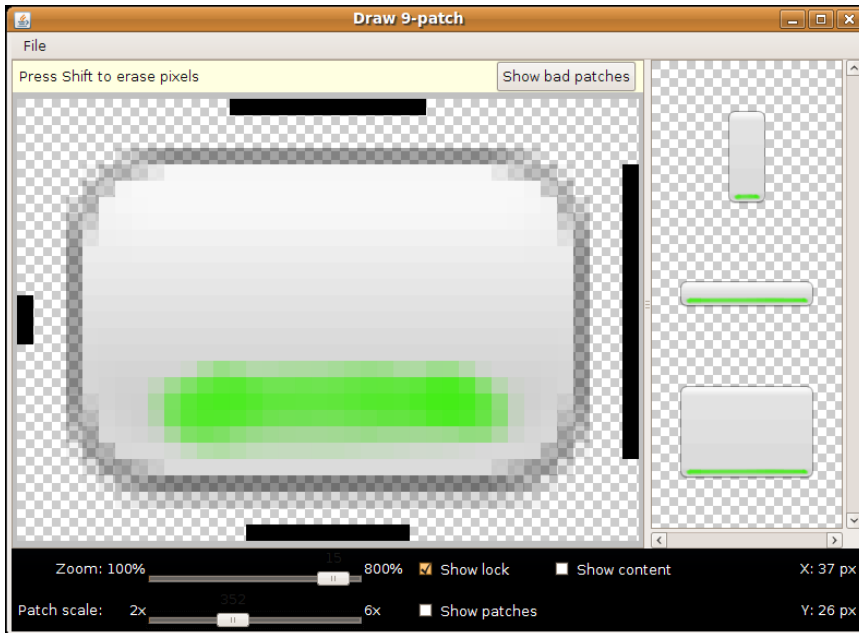 Draw 9-patch
File
Press Shift to erase pixels Show bad patches
15
Zoom: 100% 800% Show lock Show content X: 37 px
352
Patch scale: 2x 6x Show patches Y: 26 px